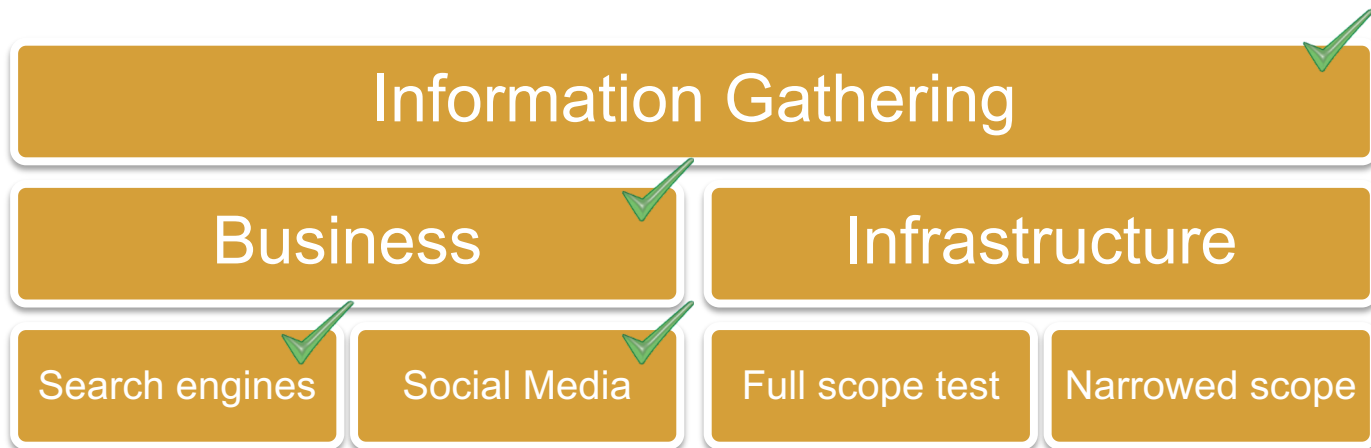 Information Gathering
Business
Infrastructure
Search engines
Social Media
Full scope test
Narrowed scope